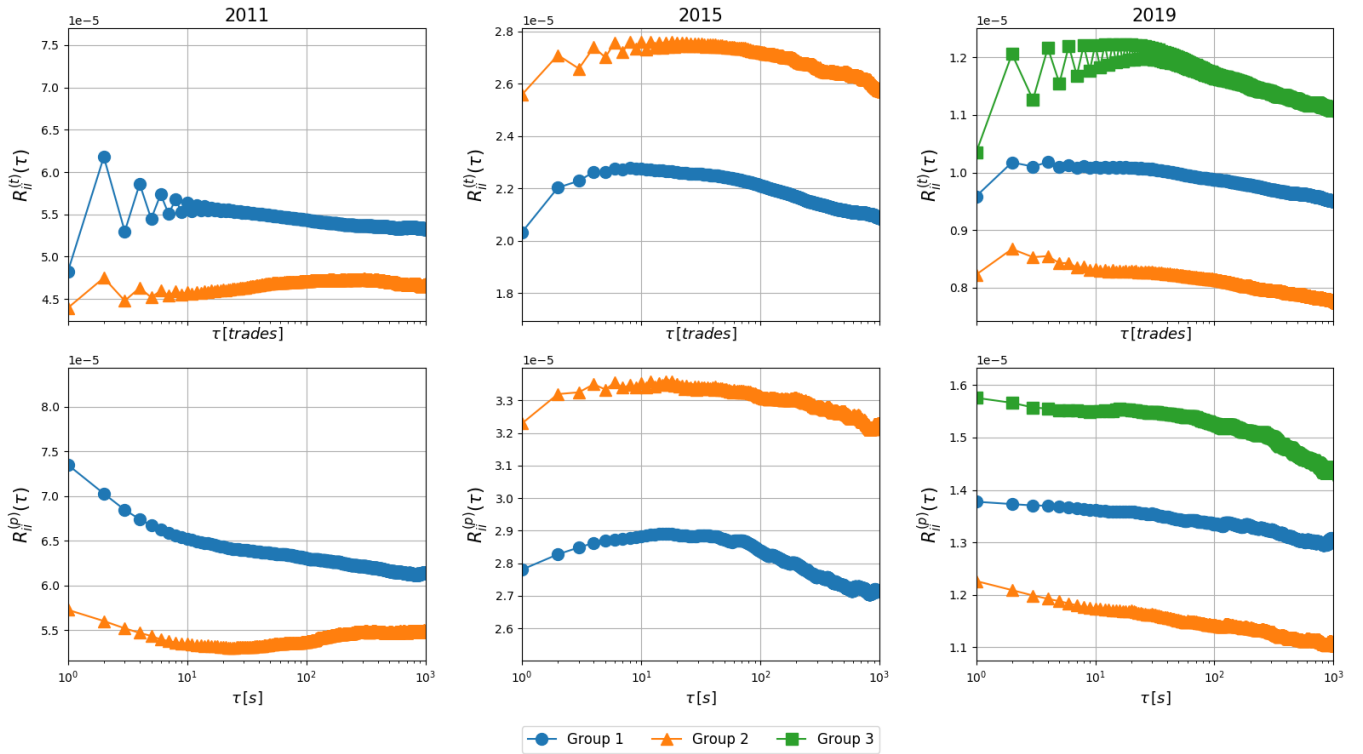 2011 2015 2019
1e−5 1e−5 1e−5
7.5 2.8 1.2
7.0 2.6 1.1
6.5 2.4 1.0
6.0 2.2 0.9
5.5 2.0 0.8
5.0 1.8
4.5
R_{ii}^{(t)}(τ) R_{ii}^{(t)}(τ) R_{ii}^{(t)}(τ)
τ [trades] τ [trades] τ [trades]
1e−5 1e−5 1e−5
8.0 3.3 1.6
7.5 3.2 1.5
7.0 3.1 1.4
6.5 3.0 1.3
6.0 2.9 1.2
5.5 2.8 1.1
2.7
2.6
R_{ii}^{(p)}(τ) R_{ii}^{(p)}(τ) R_{ii}^{(p)}(τ)
10^0 10^1 10^2 10^3 10^0 10^1 10^2 10^3 10^0 10^1 10^2 10^3
τ [s] τ [s] τ [s]
Group 1 Group 2 Group 3